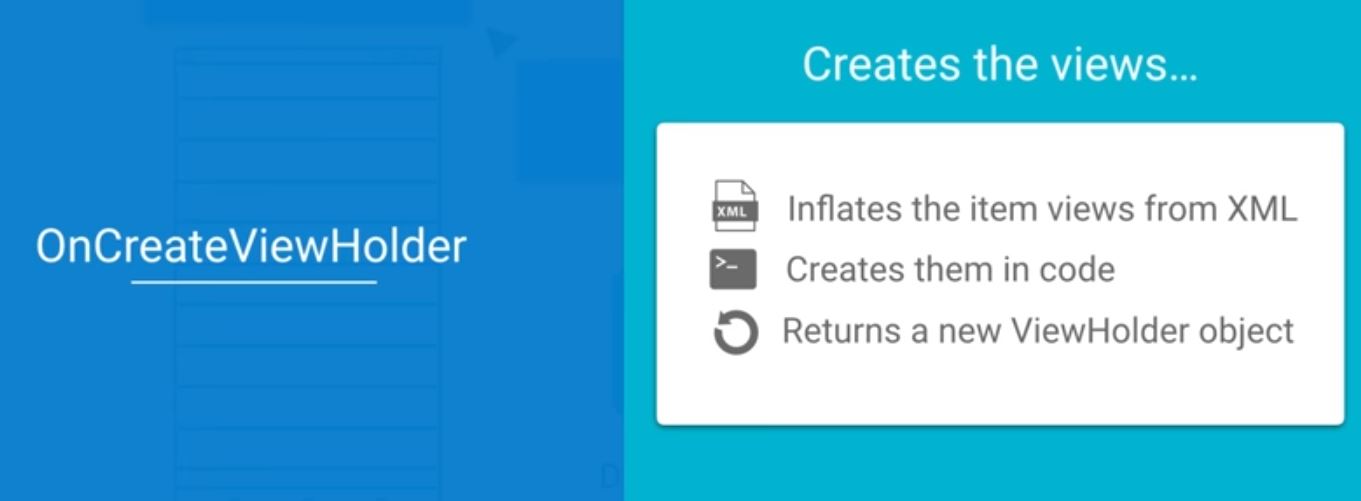 OnCreateViewHolder
Creates the views...
XML Inflates the item views from XML
>_ Creates them in code
Returns a new ViewHolder object
D